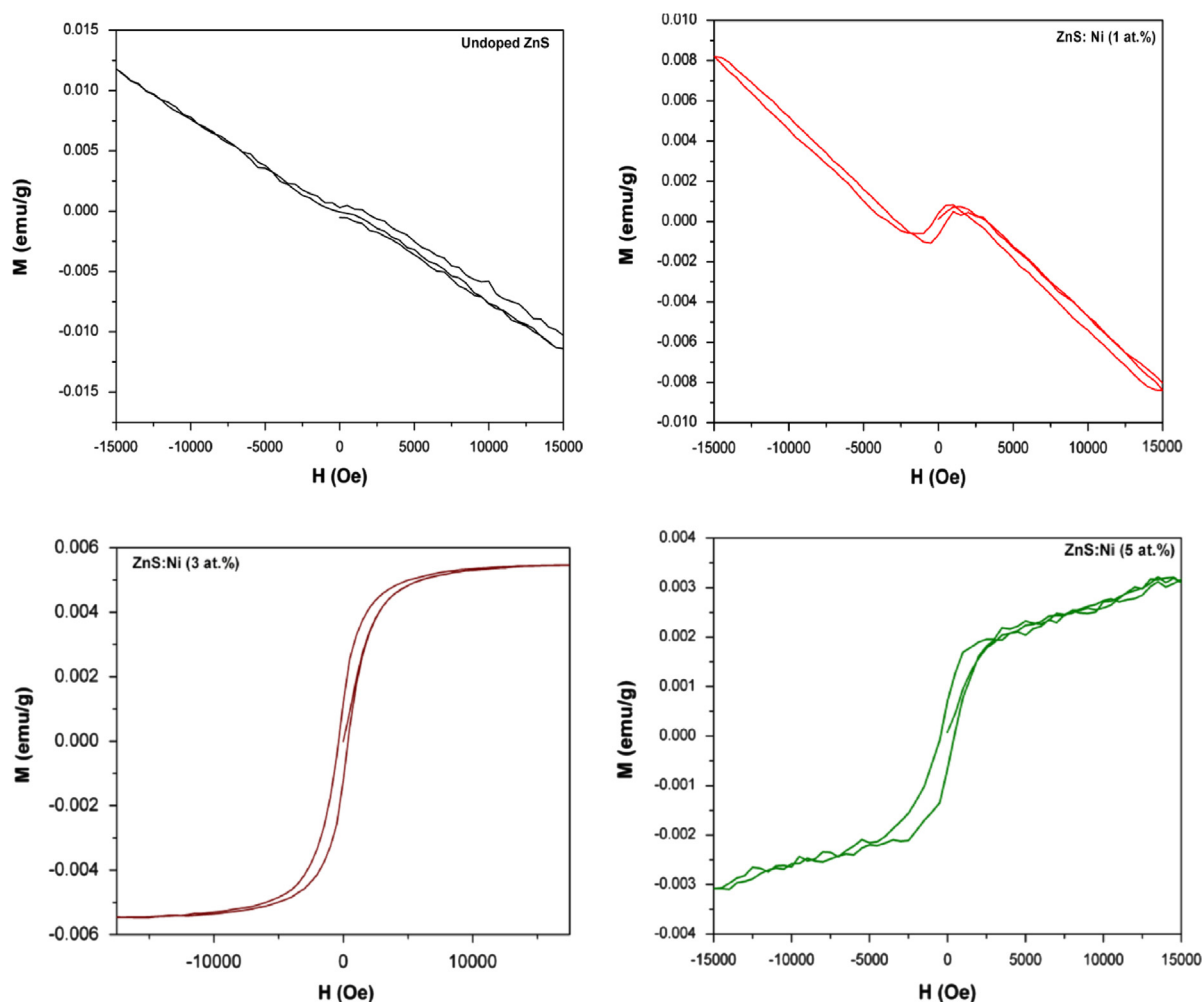 Undoped ZnS
0.015
0.010
0.005
0.000
-0.005
-0.010
-0.015
M (emu/g)
-15000 -10000 -5000 0 5000 10000 15000
H (Oe)
ZnS: Ni (1 at.%)
0.010
0.008
0.006
0.004
0.002
0.000
-0.002
-0.004
-0.006
-0.008
-0.010
M (emu/g)
-15000 -10000 -5000 0 5000 10000 15000
H (Oe)
ZnS:Ni (3 at.%)
0.006
0.004
0.002
0.000
-0.002
-0.004
-0.006
M (emu/g)
-10000 0 10000
H (Oe)
ZnS:Ni (5 at.%)
0.004
0.003
0.002
0.001
0.000
-0.001
-0.002
-0.003
-0.004
M (emu/g)
-15000 -10000 -5000 0 5000 10000 15000
H (Oe)